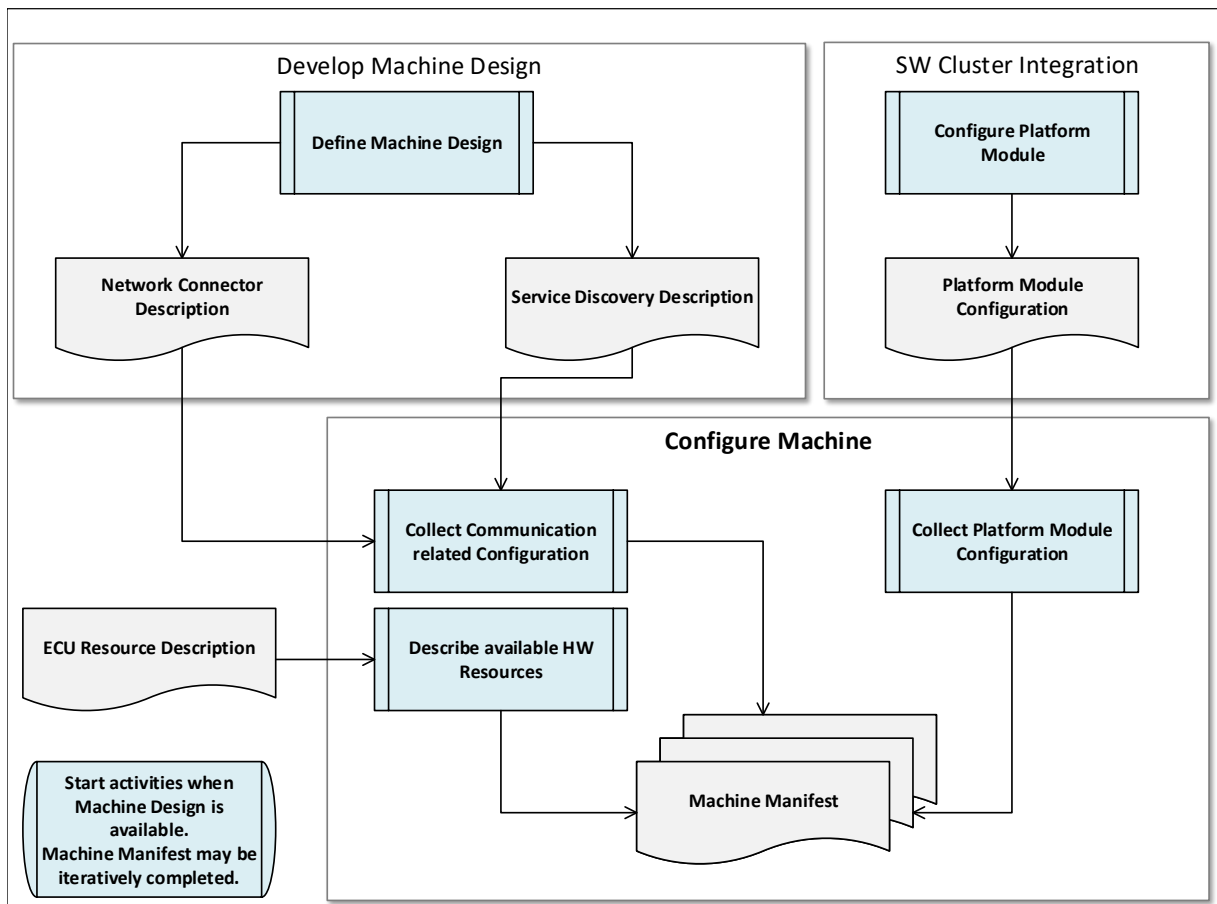 Develop Machine Design
SW Cluster Integration
Define Machine Design
Configure Platform
Module
Network Connector
Description
Service Discovery Description
Platform Module
Configuration
Configure Machine
Collect Communication
related Configuration
Collect Platform Module
Configuration
ECU Resource Description
Describe available HW
Resources
Machine Manifest
Start activities when
Machine Design is
available.
Machine Manifest may be
iteratively completed.